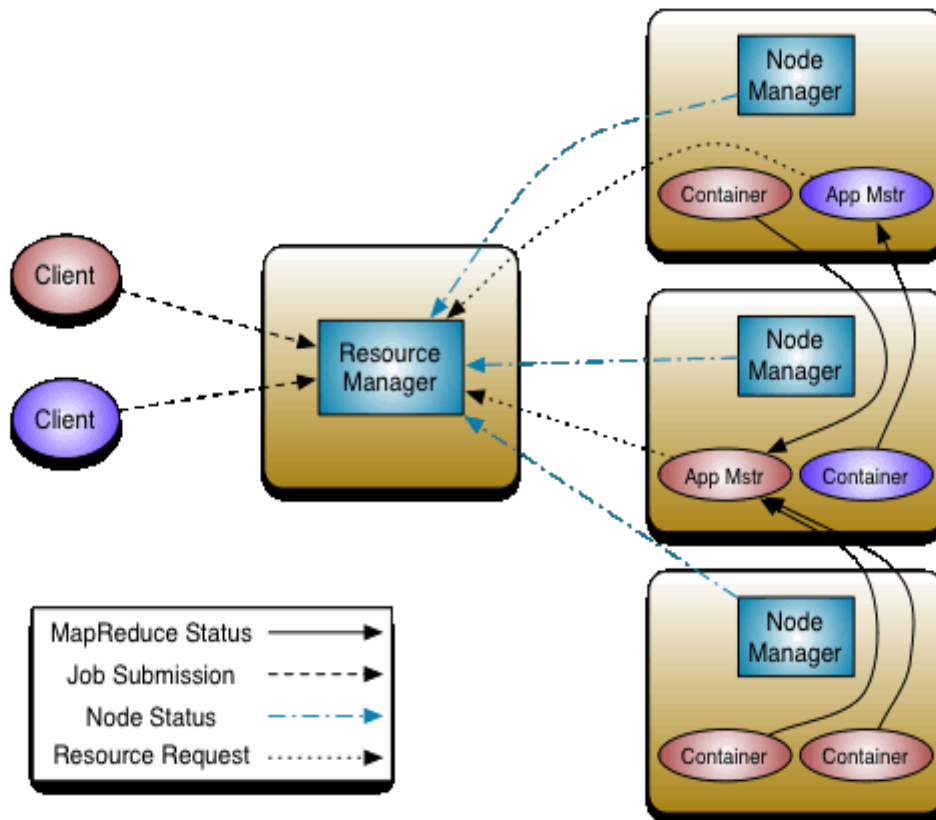 Node
Manager
Container
App Mstr
Client
Client
Resource
Manager
Node
Manager
App Mstr
Container
Node
Manager
Container
Container
MapReduce Status
Job Submission
Node Status
Resource Request